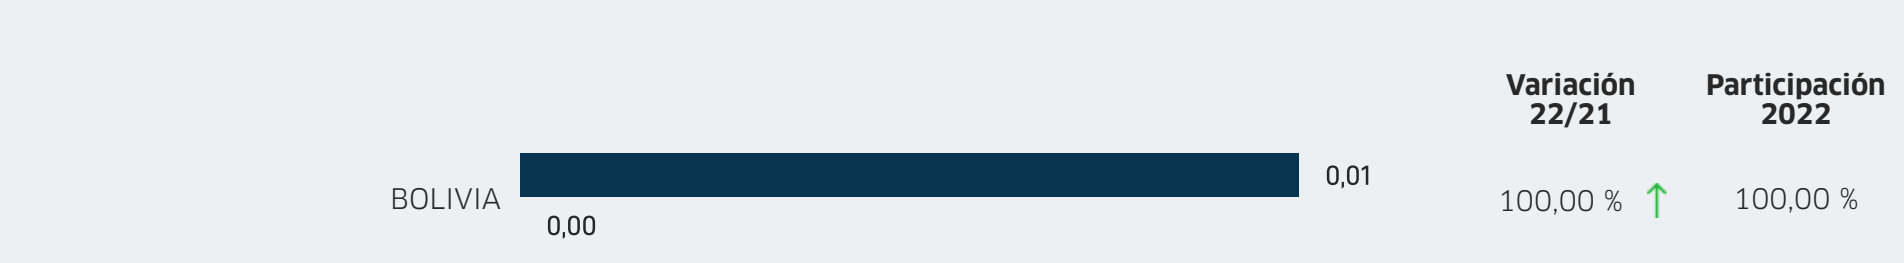 Variación
22/21
Participación
2022
BOLIVIA
0,01
0,00
100,00 %
100,00 %